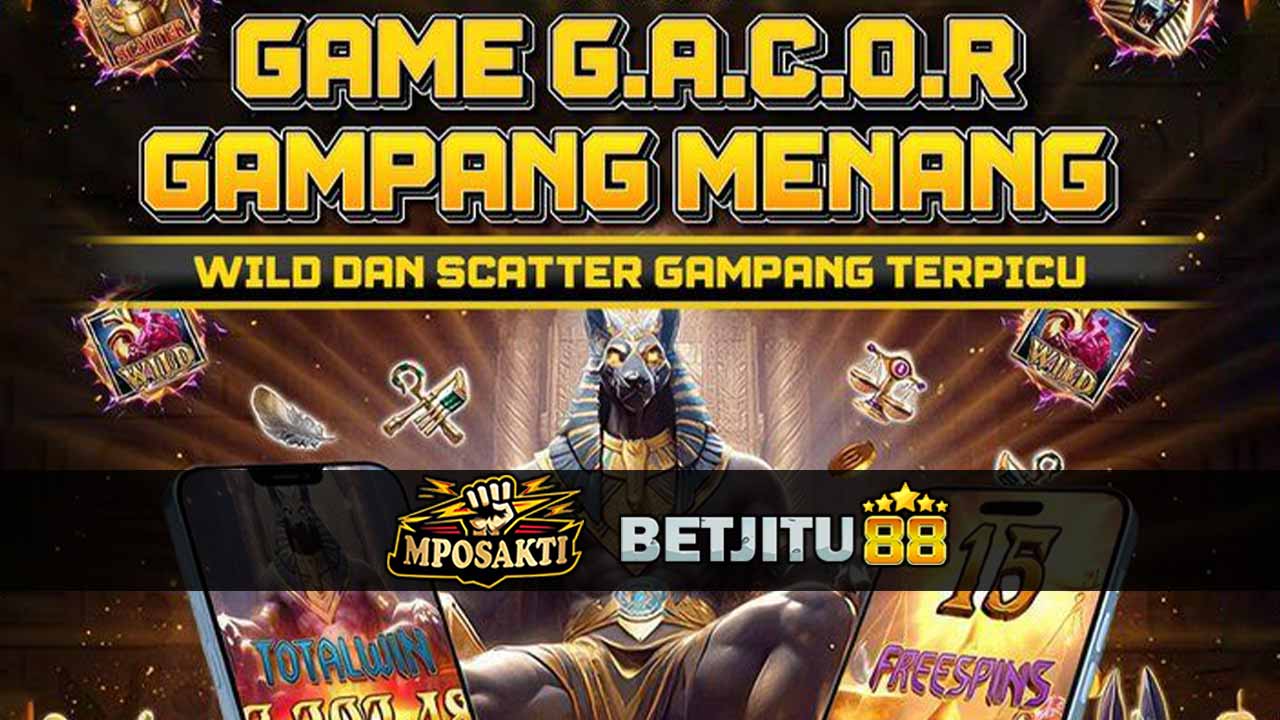 SCATTER
GAME G.A.C.O.R
GAMPANG MENANG
WILD DAN SCATTER GAMPANG TERPICU
WILD
WILD
MPOSAKTI
BETJITU88
15
TOTALWIN
FREESPINS